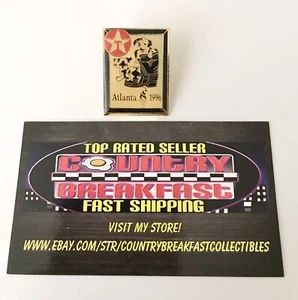 T
Atlanta 1996
TOP RATED SELLER
COUNTRY
BREAKFAST
FAST SHIPPING
VISIT MY STORE!
WWW.EBAY.COM/STR/COUNTRYBREAKFASTCOLLECTIBLES